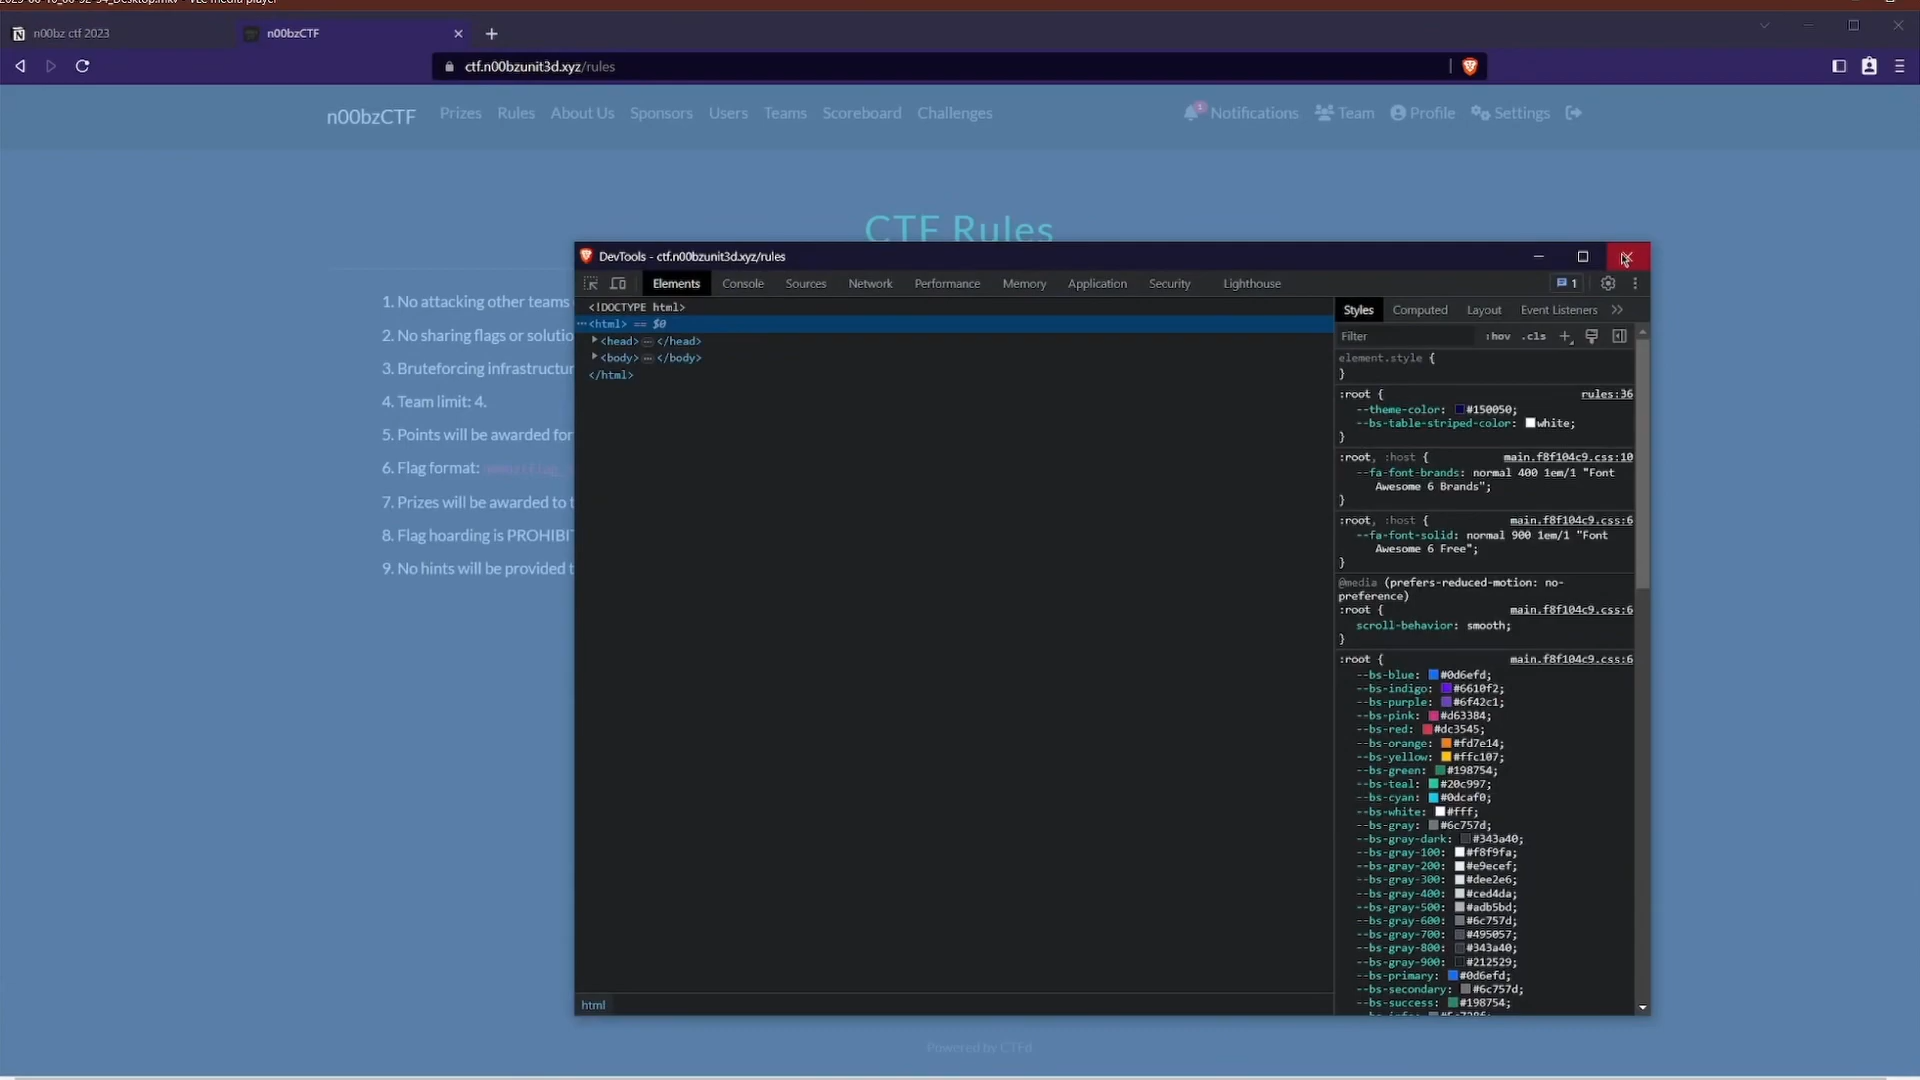 n00bz ctf 2023
n00bzCTF
ctf.n00bzunit3d.xyz/rules
n00bzCTF Prizes Rules About Us Sponsors Users Teams Scoreboard Challenges
1 Notifications Team Profile Settings
CTF Rules
1. No attacking other teams
2. No sharing flags or solutio
3. Bruteforcing infrastructur
4. Team limit: 4.
5. Points will be awarded for
6. Flag format:
7. Prizes will be awarded to t
8. Flag hoarding is PROHIBIT
9. No hints will be provided t
DevTools - ctf.n00bzunit3d.xyz/rules
Elements Console Sources Network Performance Memory Application Security Lighthouse 1
<!DOCTYPE html>
<html> == $0
<head> … </head>
<body> … </body>
</html>
html
Styles Computed Layout Event Listeners »
Filter :hov .cls +
element.style {
}
:root { rules:36
--theme-color: #150050;
--bs-table-striped-color: white;
}
:root, :host { main.f8f104c9.css:10
--fa-font-brands: normal 400 1em/1 "Font
Awesome 6 Brands";
}
:root, :host { main.f8f104c9.css:6
--fa-font-solid: normal 900 1em/1 "Font
Awesome 6 Free";
}
@media (prefers-reduced-motion: no-
preference)
:root { main.f8f104c9.css:6
scroll-behavior: smooth;
}
:root { main.f8f104c9.css:6
--bs-blue: #0d6efd;
--bs-indigo: #6610f2;
--bs-purple: #6f42c1;
--bs-pink: #d63384;
--bs-red: #dc3545;
--bs-orange: #fd7e14;
--bs-yellow: #ffc107;
--bs-green: #198754;
--bs-teal: #20c997;
--bs-cyan: #0dcaf0;
--bs-white: #fff;
--bs-gray: #6c757d;
--bs-gray-dark: #343a40;
--bs-gray-100: #f8f9fa;
--bs-gray-200: #e9ecef;
--bs-gray-300: #dee2e6;
--bs-gray-400: #ced4da;
--bs-gray-500: #adb5bd;
--bs-gray-600: #6c757d;
--bs-gray-700: #495057;
--bs-gray-800: #343a40;
--bs-gray-900: #212529;
--bs-primary: #0d6efd;
--bs-secondary: #6c757d;
--bs-success: #198754;
Powered by CTFd